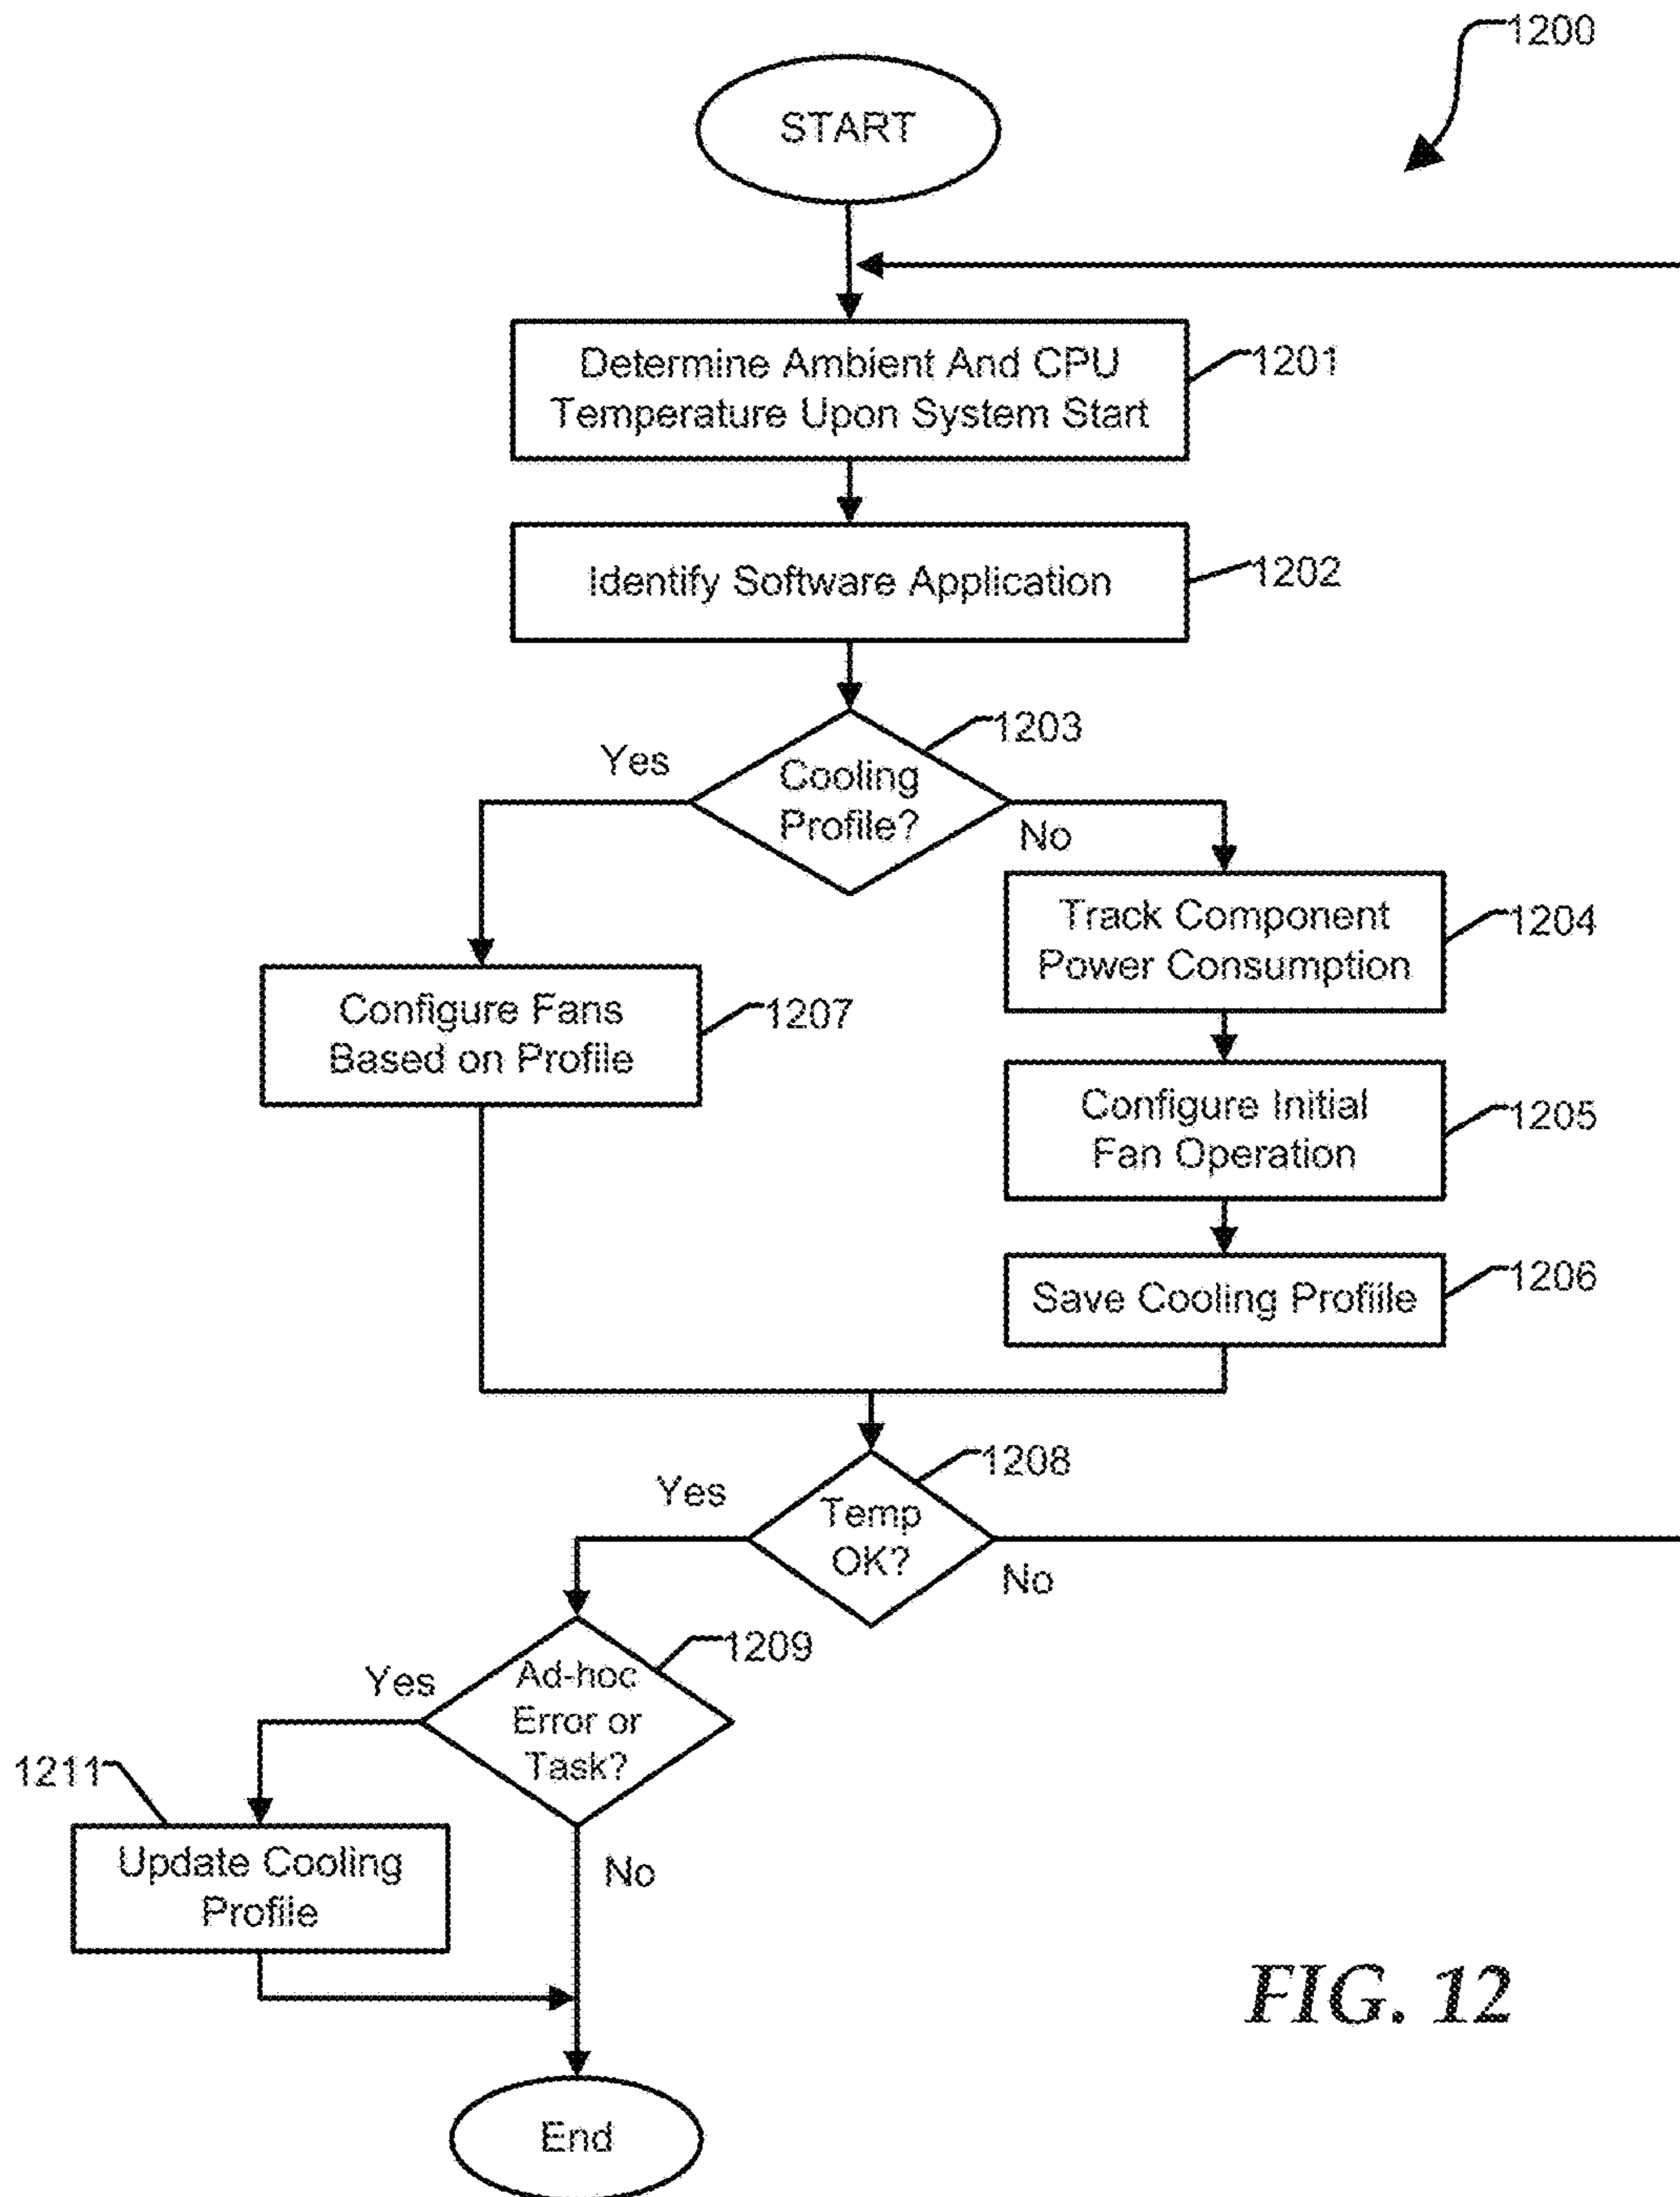 1200
START
Determine Ambient And CPU
Temperature Upon System Start
1201
Identify Software Application
1202
1203
Yes
Cooling
Profile?
No
Track Component
Power Consumption
1204
Configure Fans
Based on Profile
1207
Configure Initial
Fan Operation
1205
Save Cooling Profiile
1206
1208
Yes
Temp
OK?
No
1209
Yes
Ad-hoc
Error or
Task?
1211
Update Cooling
Profile
No
FIG. 12
End